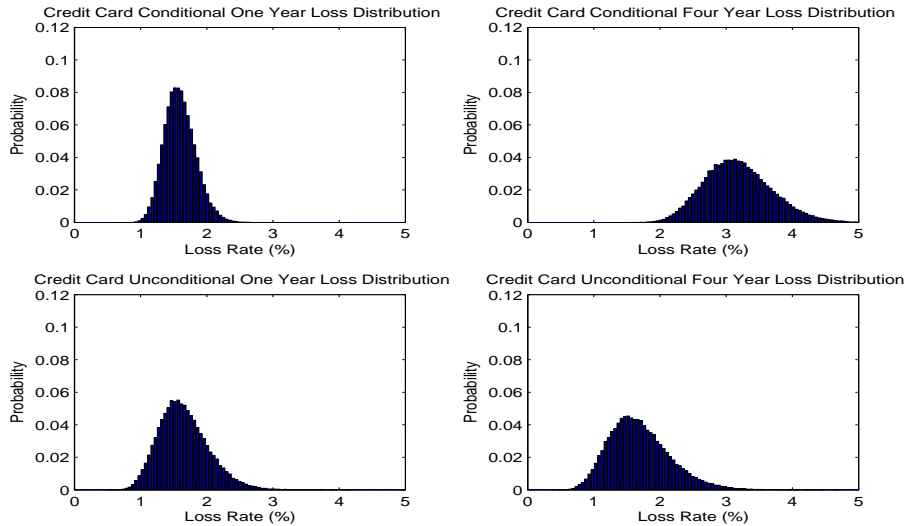 Credit Card Conditional One Year Loss Distribution
0.12
0.1
0.08
0.06
0.04
0.02
0
Probability
0 1 2 3 4 5
Loss Rate (%)
Credit Card Conditional Four Year Loss Distribution
0.12
0.1
0.08
0.06
0.04
0.02
0
Probability
0 1 2 3 4 5
Loss Rate (%)
Credit Card Unconditional One Year Loss Distribution
0.12
0.1
0.08
0.06
0.04
0.02
0
Probability
0 1 2 3 4 5
Loss Rate (%)
Credit Card Unconditional Four Year Loss Distribution
0.12
0.1
0.08
0.06
0.04
0.02
0
Probability
0 1 2 3 4 5
Loss Rate (%)